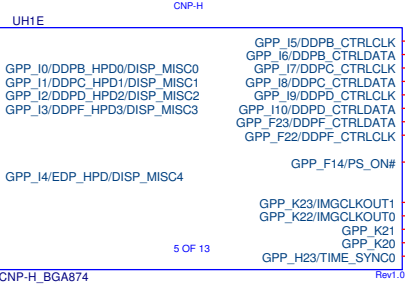 CNP-H
UH1E
GPP_I5/DDPB_CTRLCLK
GPP_I6/DDPB_CTRLDATA
GPP_I0/DDPB_HPD0/DISP_MISC0
GPP_I7/DDPC_CTRLCLK
GPP_I1/DDPC_HPD1/DISP_MISC1
GPP_I8/DDPC_CTRLDATA
GPP_I2/DDPD_HPD2/DISP_MISC2
GPP_I9/DDPD_CTRLCLK
GPP_I3/DDPF_HPD3/DISP_MISC3
GPP_I10/DDPD_CTRLDATA
GPP_F23/DDPF_CTRLDATA
GPP_F22/DDPF_CTRLCLK
GPP_F14/PS_ON#
GPP_I4/EDP_HPD/DISP_MISC4
GPP_K23/IMGCLKOUT1
GPP_K22/IMGCLKOUT0
GPP_K21
GPP_K20
5 OF 13
GPP_H23/TIME_SYNC0
CNP-H_BGA874
Rev1.0